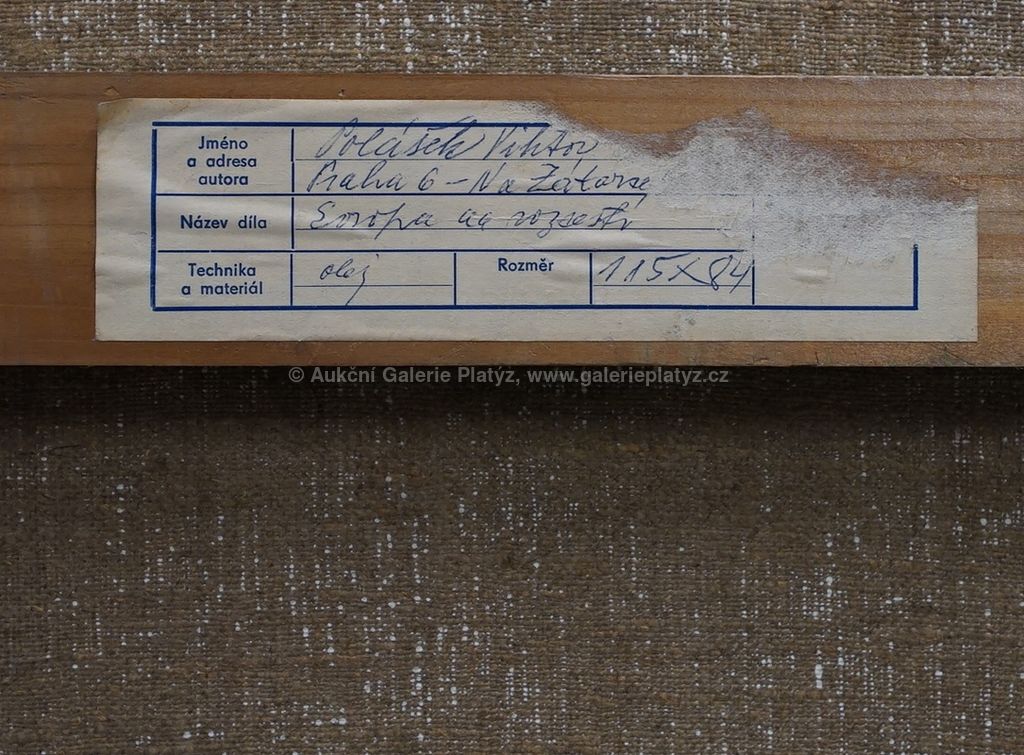 Jméno
a adresa
autora
Polášek Viktor
Praha 6 - Na Zátorce
Název díla
Evropa na rozcestí
Technika
a materiál
olej
Rozměr
115x84
© Aukční Galerie Platýz, www.galerieplatyz.cz